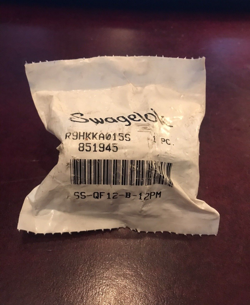 Swagelok
R9HKKA015S 1 PC
851945
SS-QF12-B-12PM